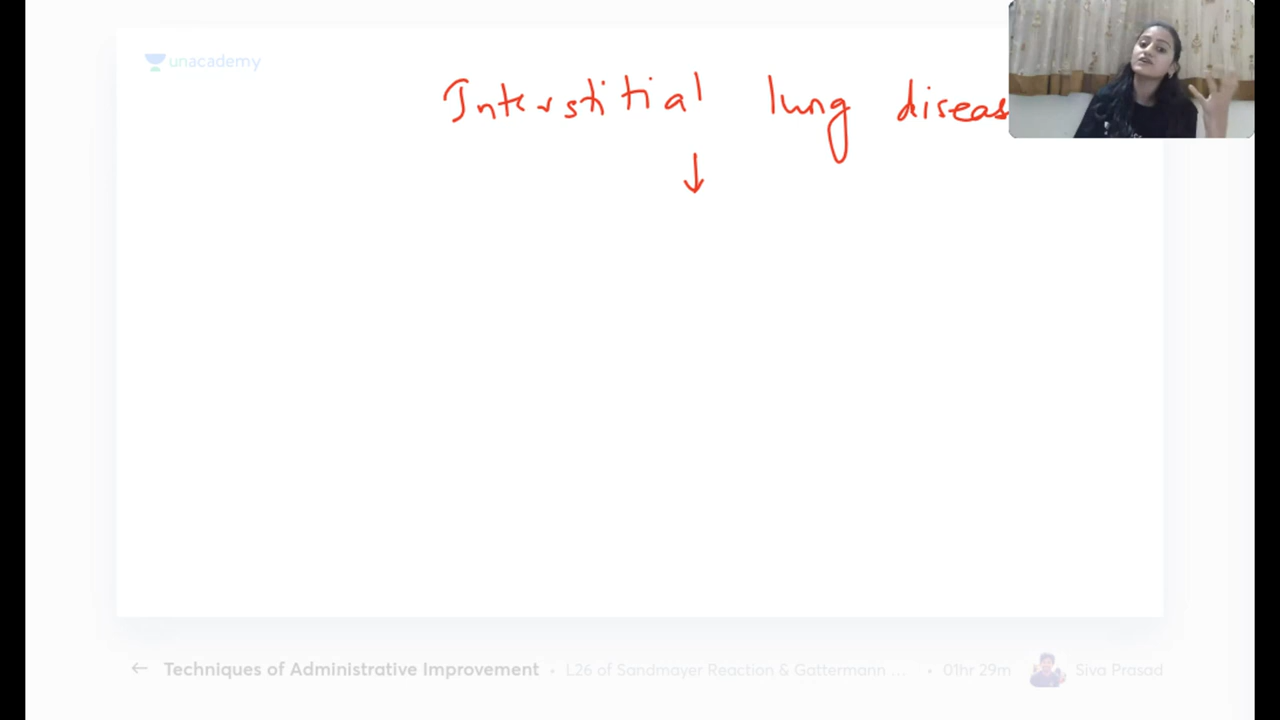 unacademy
Interstitial lung diseas
↓
← Techniques of Administrative Improvement • L26 of Sandmayer Reaction & Gattermann ... • 01hr 29m Siva Prasad